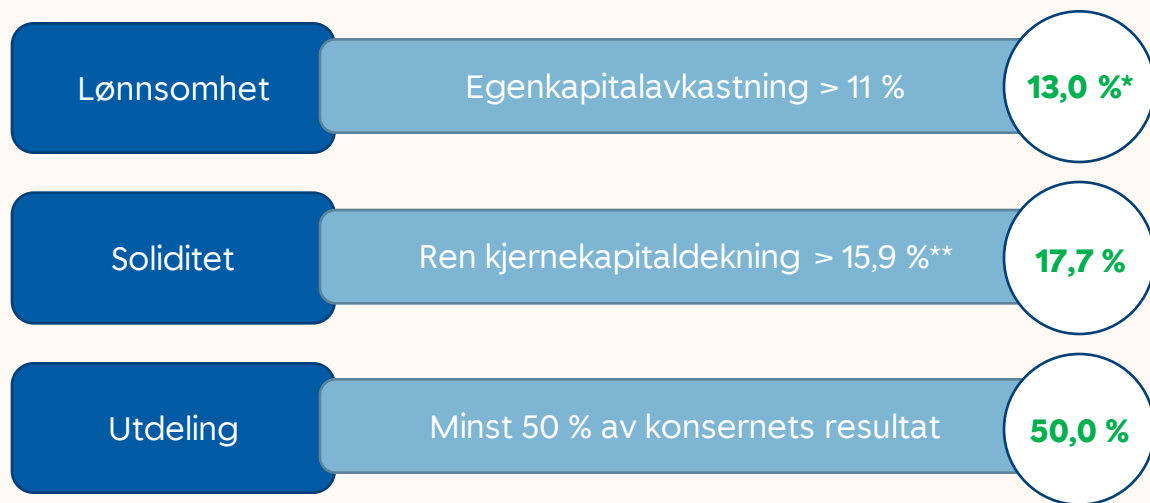 Lønnsomhet
Egenkapitalavkastning > 11 %
13,0 %*
Soliditet
Ren kjernekapitaldekning > 15,9 %**
17,7 %
Utdeling
Minst 50 % av konsernets resultat
50,0 %